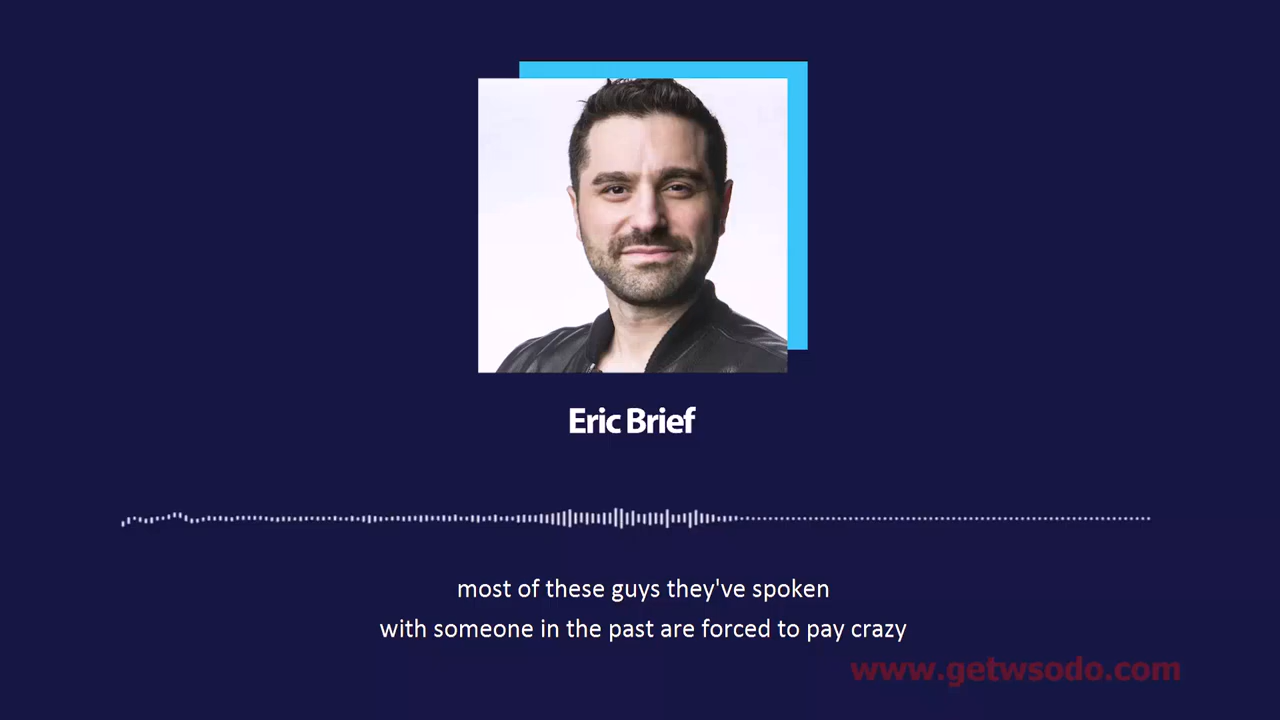 Eric Brief
most of these guys they've spoken
with someone in the past are forced to pay crazy
www.getwsodo.com